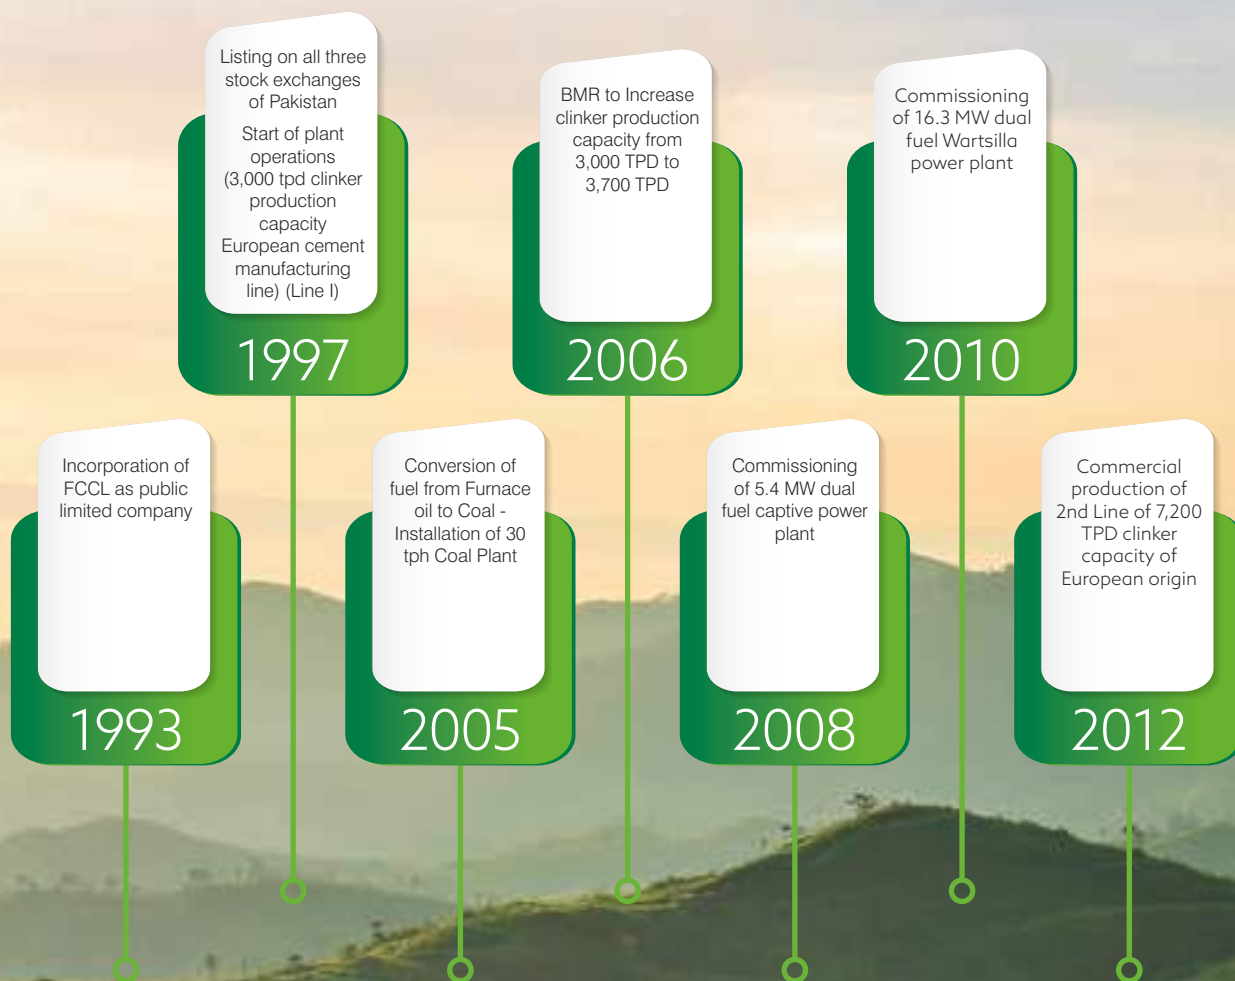 Listing on all three
stock exchanges
of Pakistan
Start of plant
operations
(3,000 tpd clinker
production
capacity
European cement
manufacturing
line) (Line I)
1997
BMR to Increase
clinker production
capacity from
3,000 TPD to
3,700 TPD
2006
Commissioning
of 16.3 MW dual
fuel Wartsilla
power plant
2010
Incorporation of
FCCL as public
limited company
1993
Conversion of
fuel from Furnace
oil to Coal -
Installation of 30
tph Coal Plant
2005
Commissioning
of 5.4 MW dual
fuel captive power
plant
2008
Commercial
production of
2nd Line of 7,200
TPD clinker
capacity of
European origin
2012